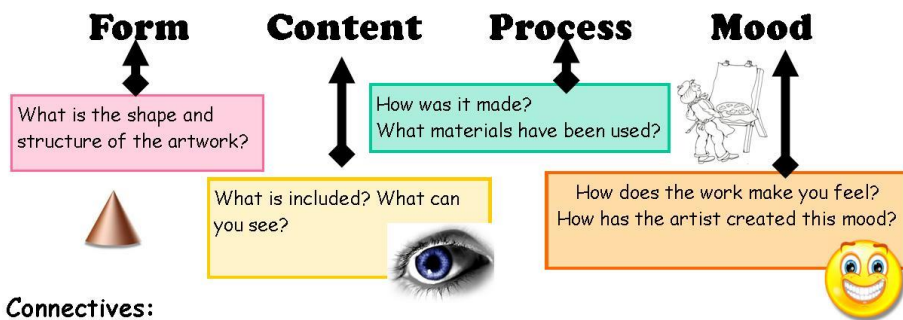 Form Content Process Mood
What is the shape and
structure of the artwork?
How was it made?
What materials have been used?
What is included? What can
you see?
How does the work make you feel?
How has the artist created this mood?
Connectives: